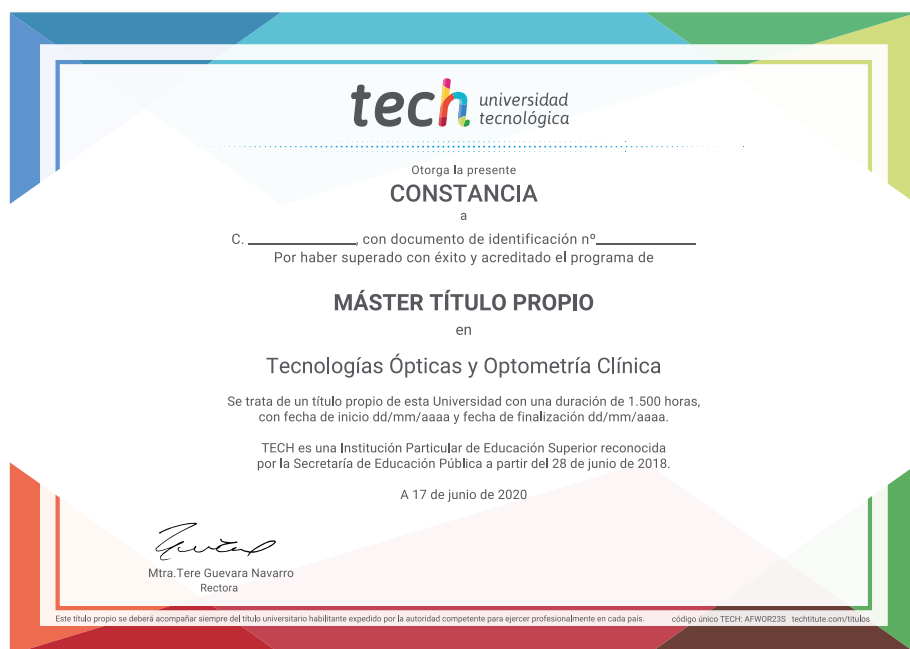 tech universidad
tecnológica
Otorga la presente
CONSTANCIA
a
C. ______________, con documento de identificación nº______________
Por haber superado con éxito y acreditado el programa de
MÁSTER TÍTULO PROPIO
en
Tecnologías Ópticas y Optometría Clínica
Se trata de un título propio de esta Universidad con una duración de 1.500 horas,
con fecha de inicio dd/mm/aaaa y fecha de finalización dd/mm/aaaa.
TECH es una Institución Particular de Educación Superior reconocida
por la Secretaría de Educación Pública a partir del 28 de junio de 2018.
A 17 de junio de 2020
Mtra.Tere Guevara Navarro
Rectora
Este título propio se deberá acompañar siempre del título universitario habilitante expedido por la autoridad competente para ejercer profesionalmente en cada país. código único TECH: AFWOR23S techtitute.com/titulos